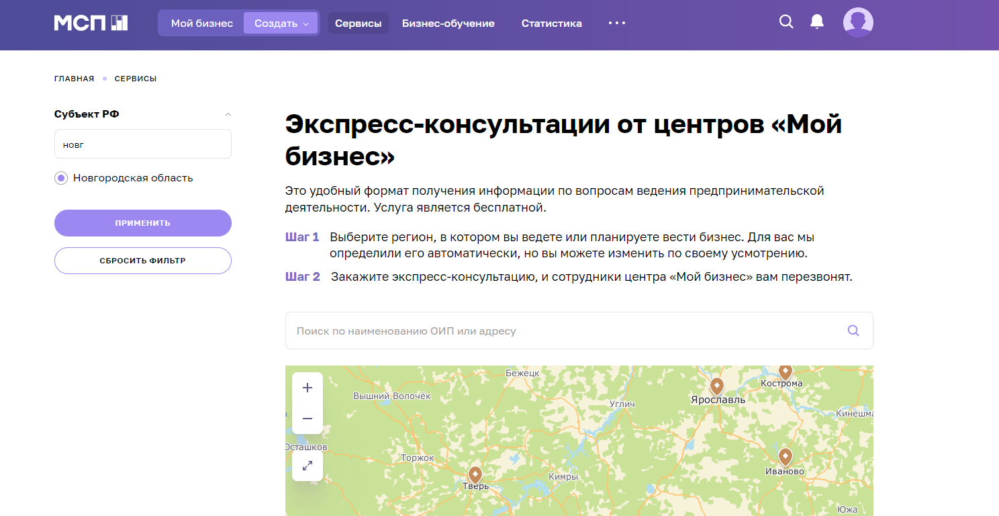 МСП
Мой бизнес
Создать
Сервисы
Бизнес-обучение
Статистика
ГЛАВНАЯ
СЕРВИСЫ
Субъект РФ
новг
Новгородская область
ПРИМЕНИТЬ
СБРОСИТЬ ФИЛЬТР
Экспресс-консультации от центров «Мой
бизнес»
Это удобный формат получения информации по вопросам ведения предпринимательской
деятельности. Услуга является бесплатной.
Шаг 1 Выберите регион, в котором вы ведете или планируете вести бизнес. Для вас мы
определили его автоматически, но вы можете изменить по своему усмотрению.
Шаг 2 Закажите экспресс-консультацию, и сотрудники центра «Мой бизнес» вам перезвонят.
Поиск по наименованию ОИП или адресу
Бежецк
Кострома
Вышний Волочёк
Ярославль
Углич
Кинешма
Осташков
Торжок
Иваново
Кимры
Тверь
Южа